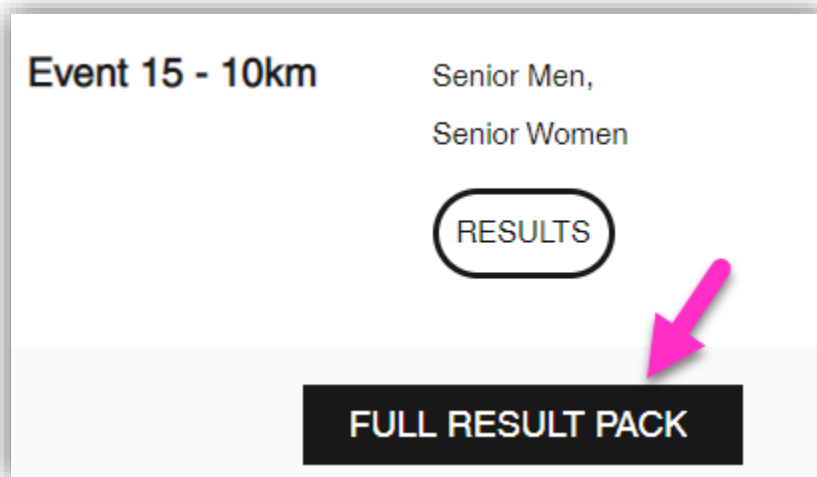 Event 15 - 10km
Senior Men,
Senior Women
RESULTS
FULL RESULT PACK